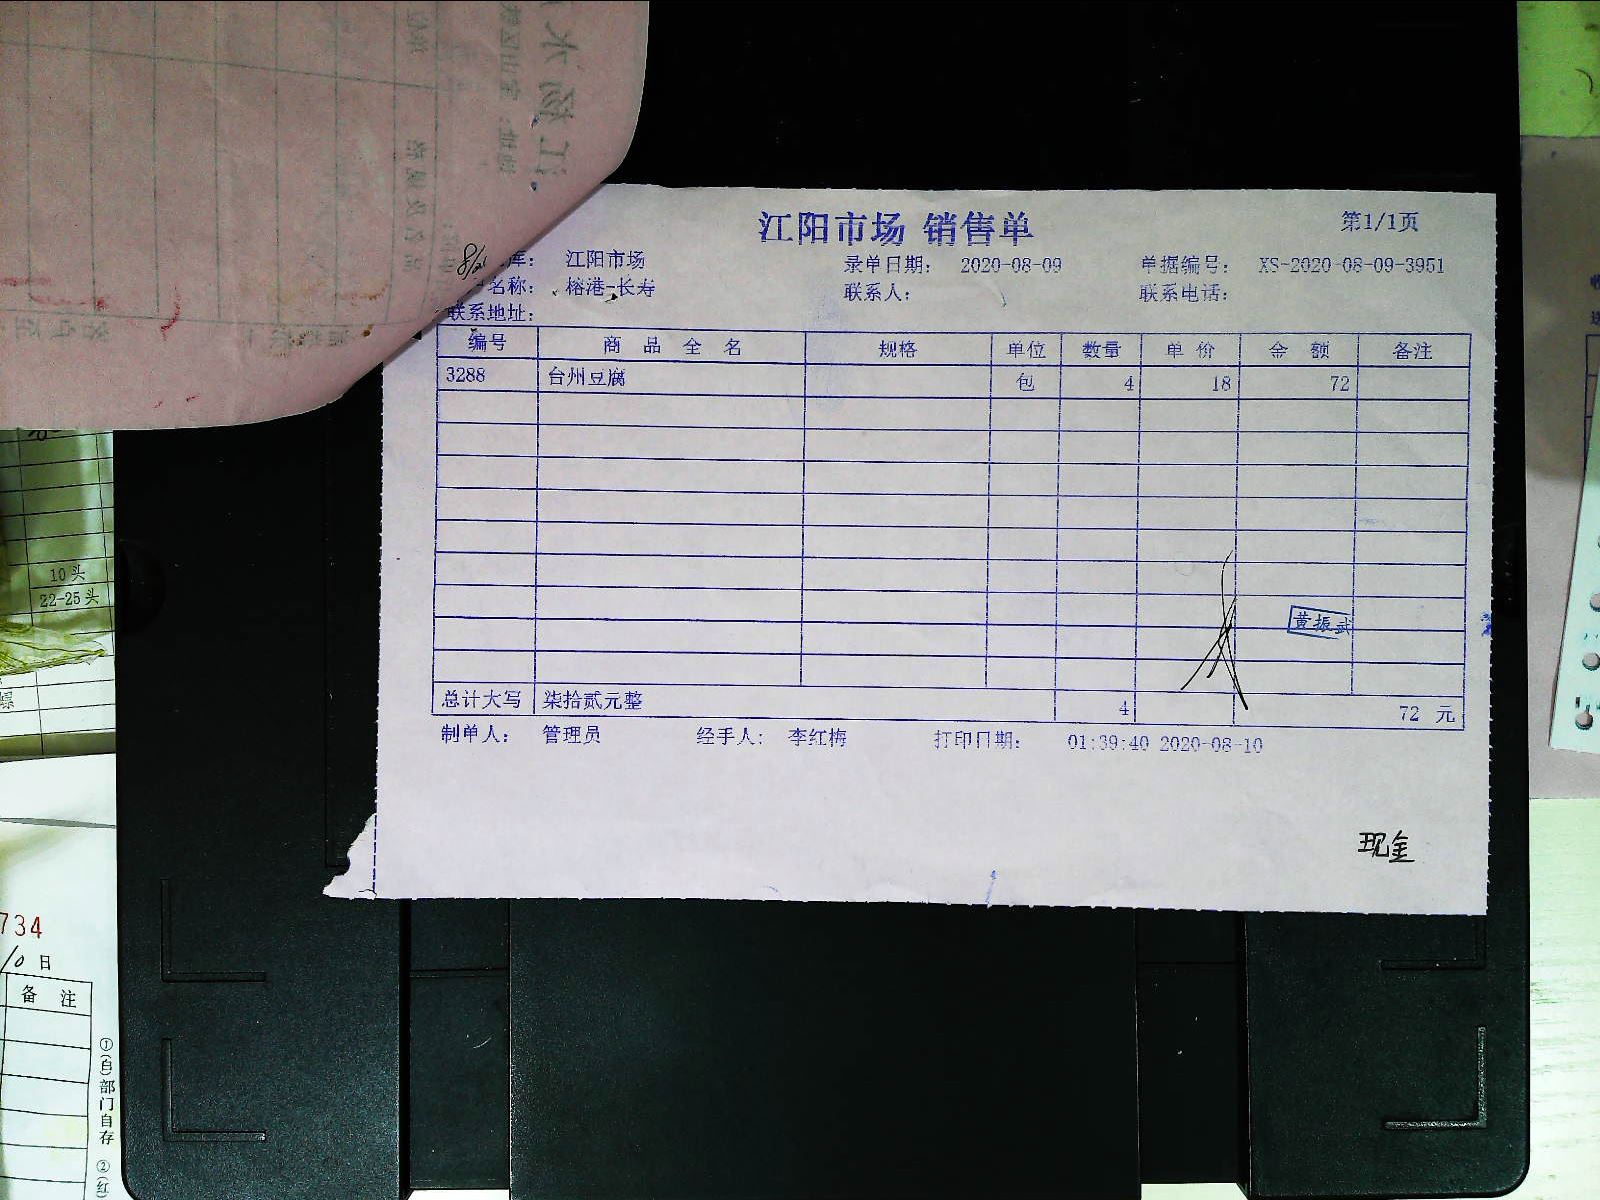 江阳市场 销售单
第1/1页
库： 江阳市场 录单日期： 2020-08-09 单据编号： XS-2020-08-09-3951
名称： 榕港-长寿 联系人： 联系电话：
联系地址：
编号 商品全名 规格 单位 数量 单价 金额 备注
3288 台州豆腐 包 4 18 72
黄振武
总计大写 柒拾贰元整 4 72 元
制单人： 管理员 经手人： 李红梅 打印日期： 01:39:40 2020-08-10
现金
10头
22-25头
734
10日
备 注
①(白)部门自存 ②(红)